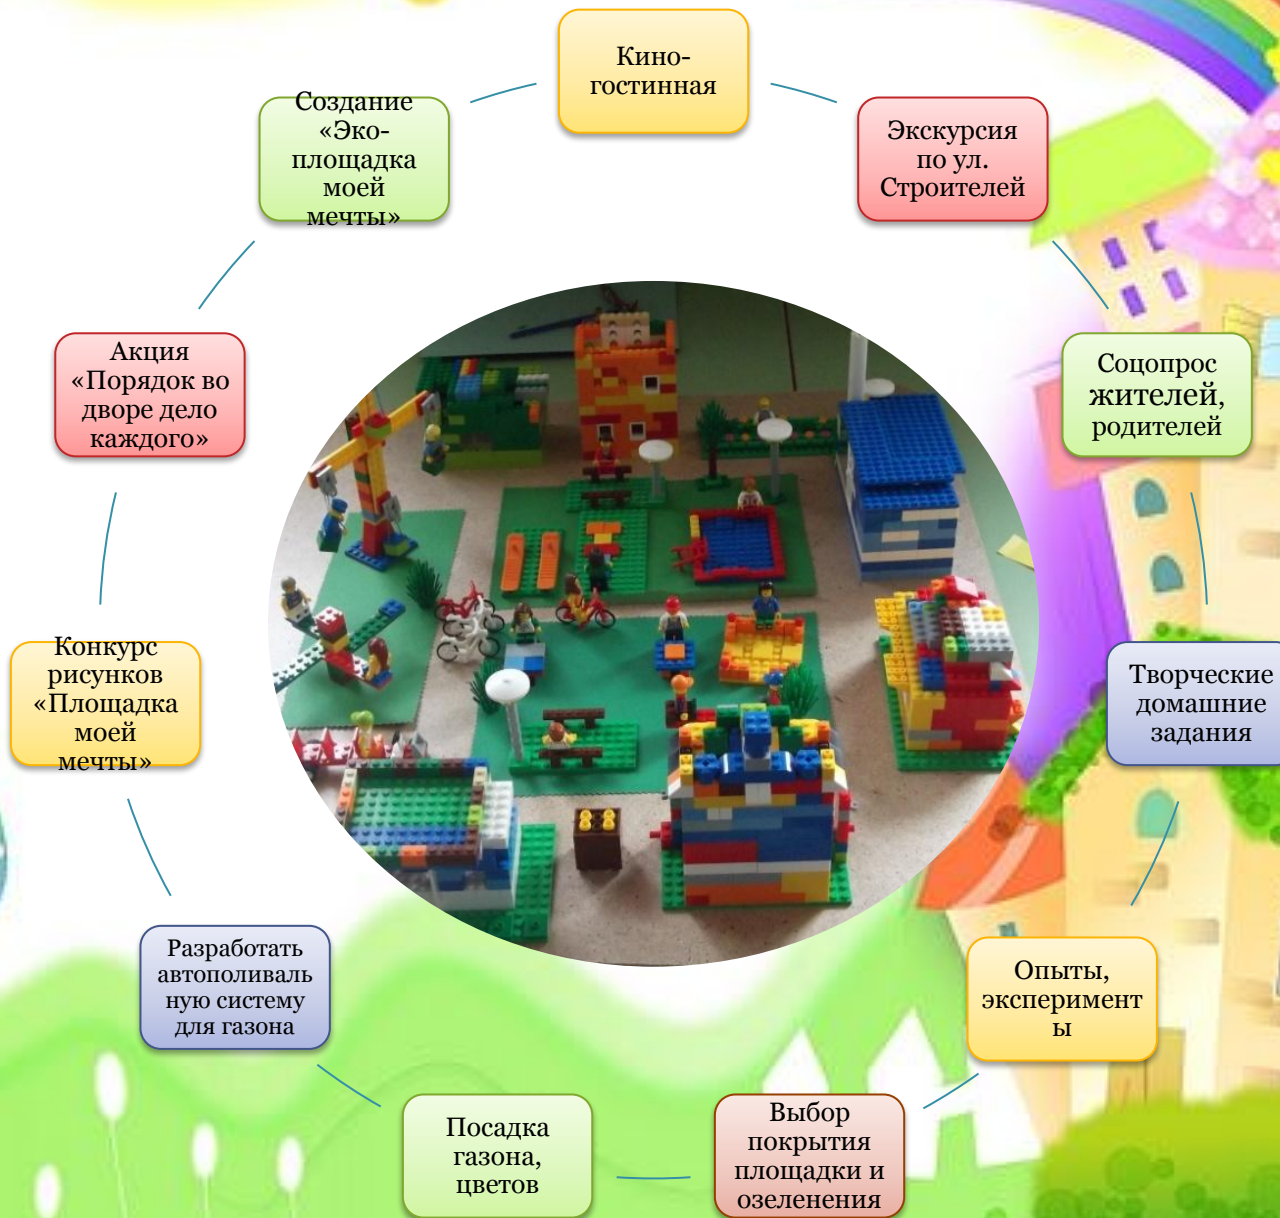 Кино-
гостинная
Экскурсия
по ул.
Строителей
Соцопрос
жителей,
родителей
Творческие
домашние
задания
Опыты,
эксперимент
ы
Выбор
покрытия
площадки и
озеленения
Посадка
газона,
цветов
Разработать
автополиваль
ную систему
для газона
Конкурс
рисунков
«Площадка
моей
мечты»
Акция
«Порядок во
дворе дело
каждого»
Создание
«Эко-
площадка
моей
мечты»